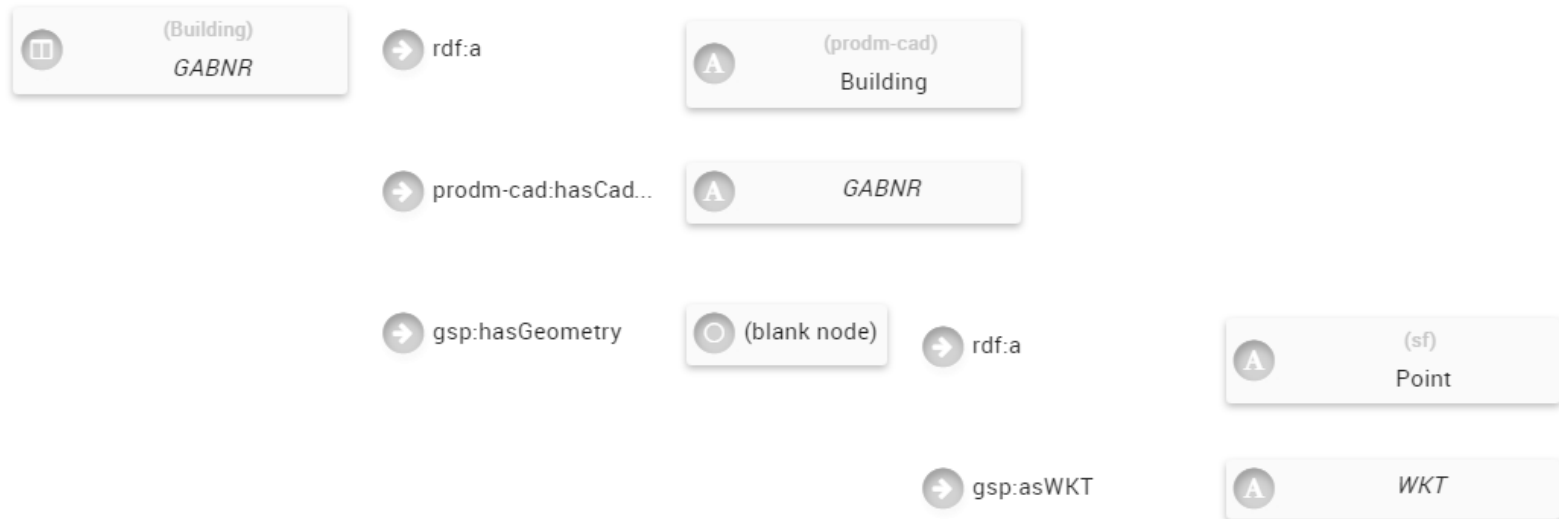 (Building)
GABNR
rdf:a
(prodm-cad)
Building
prodm-cad:hasCad...
GABNR
gsp:hasGeometry
(blank node)
rdf:a
(sf)
Point
gsp:asWKT
WKT